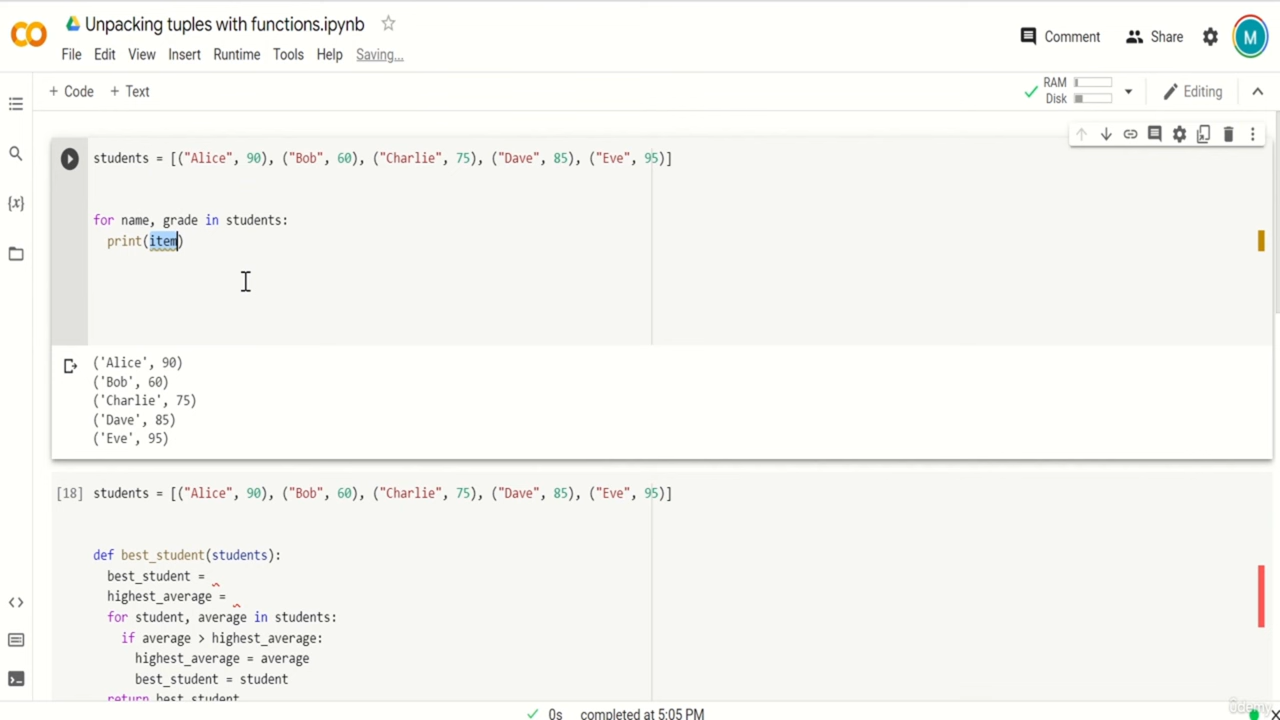 Unpacking tuples with functions.ipynb
File Edit View Insert Runtime Tools Help Saving...
Comment Share M
+ Code + Text
RAM
Disk
Editing
students = [("Alice", 90), ("Bob", 60), ("Charlie", 75), ("Dave", 85), ("Eve", 95)]
for name, grade in students:
print(item)
('Alice', 90)
('Bob', 60)
('Charlie', 75)
('Dave', 85)
('Eve', 95)
[18] students = [("Alice", 90), ("Bob", 60), ("Charlie", 75), ("Dave", 85), ("Eve", 95)]
def best_student(students):
best_student =
highest_average =
for student, average in students:
if average > highest_average:
highest_average = average
best_student = student
return best_student
0s completed at 5:05 PM
udemy